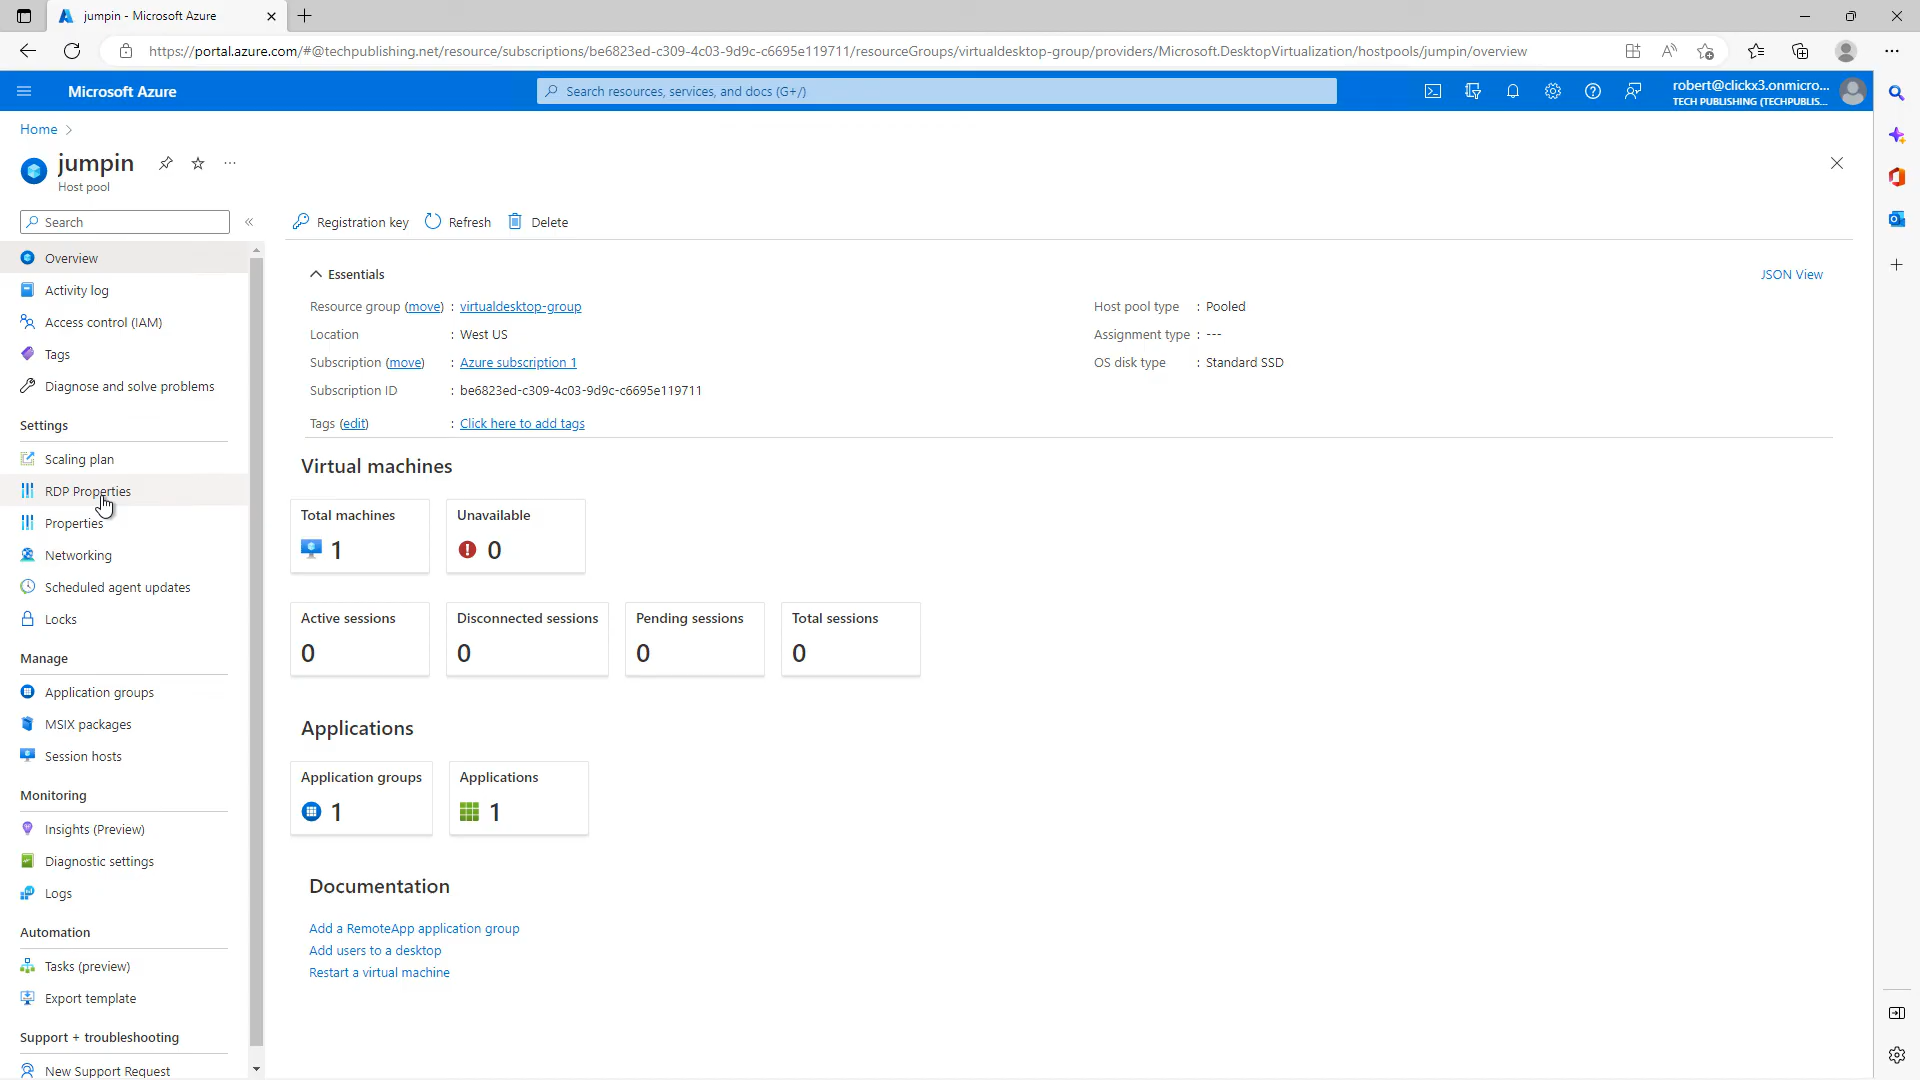 jumpin - Microsoft Azure
https://portal.azure.com/#@techpublishing.net/resource/subscriptions/be6823ed-c309-4c03-9d9c-c6695e119711/resourceGroups/virtualdesktop-group/providers/Microsoft.DesktopVirtualization/hostpools/jumpin/overview
Microsoft Azure
Search resources, services, and docs (G+/)
robert@clickx3.onmicro...
TECH PUBLISHING (TECHPUBLIS...
Home
jumpin
Host pool
Search
Registration key
Refresh
Delete
Overview
Activity log
Access control (IAM)
Tags
Diagnose and solve problems
Settings
Scaling plan
RDP Properties
Properties
Networking
Scheduled agent updates
Locks
Manage
Application groups
MSIX packages
Session hosts
Monitoring
Insights (Preview)
Diagnostic settings
Logs
Automation
Tasks (preview)
Export template
Support + troubleshooting
New Support Request
Essentials
JSON View
Resource group (move) : virtualdesktop-group
Location : West US
Subscription (move) : Azure subscription 1
Subscription ID : be6823ed-c309-4c03-9d9c-c6695e119711
Tags (edit) : Click here to add tags
Host pool type : Pooled
Assignment type : ---
OS disk type : Standard SSD
Virtual machines
Total machines
1
Unavailable
0
Active sessions
0
Disconnected sessions
0
Pending sessions
0
Total sessions
0
Applications
Application groups
1
Applications
1
Documentation
Add a RemoteApp application group
Add users to a desktop
Restart a virtual machine